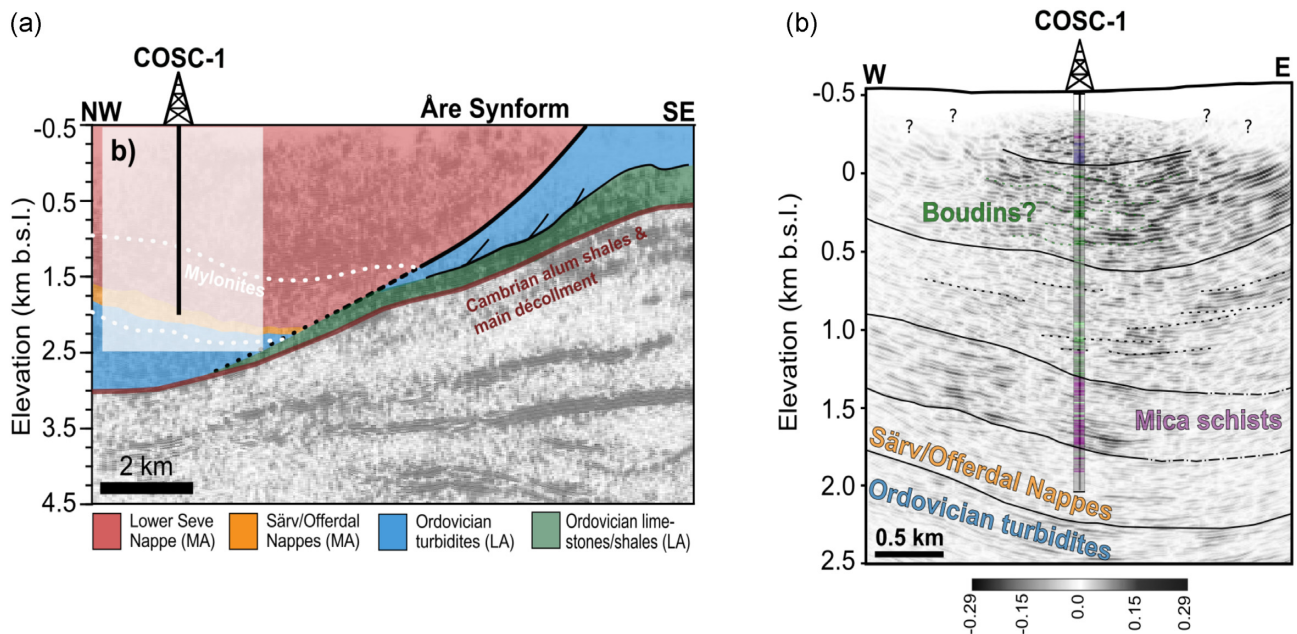 (a)
COSC-1
NW
Åre Synform
SE
b)
-0.5
0
0.5
1.5
2.5
3.5
4.5
Elevation (km b.s.l.)
Mylonites
Cambrian alum shales &
main décollment
2 km
Lower Seve
Nappe (MA)
Särv/Offerdal
Nappes (MA)
Ordovician
turbidites (LA)
Ordovician lime-
stones/shales (LA)
(b)
COSC-1
W
E
-0.5
0
0.5
1.0
1.5
2.0
2.5
Elevation (km b.s.l.)
? ? ? ?
Boudins?
Mica schists
Särv/Offerdal Nappes
Ordovician turbidites
0.5 km
-0.29
-0.15
0.0
0.15
0.29